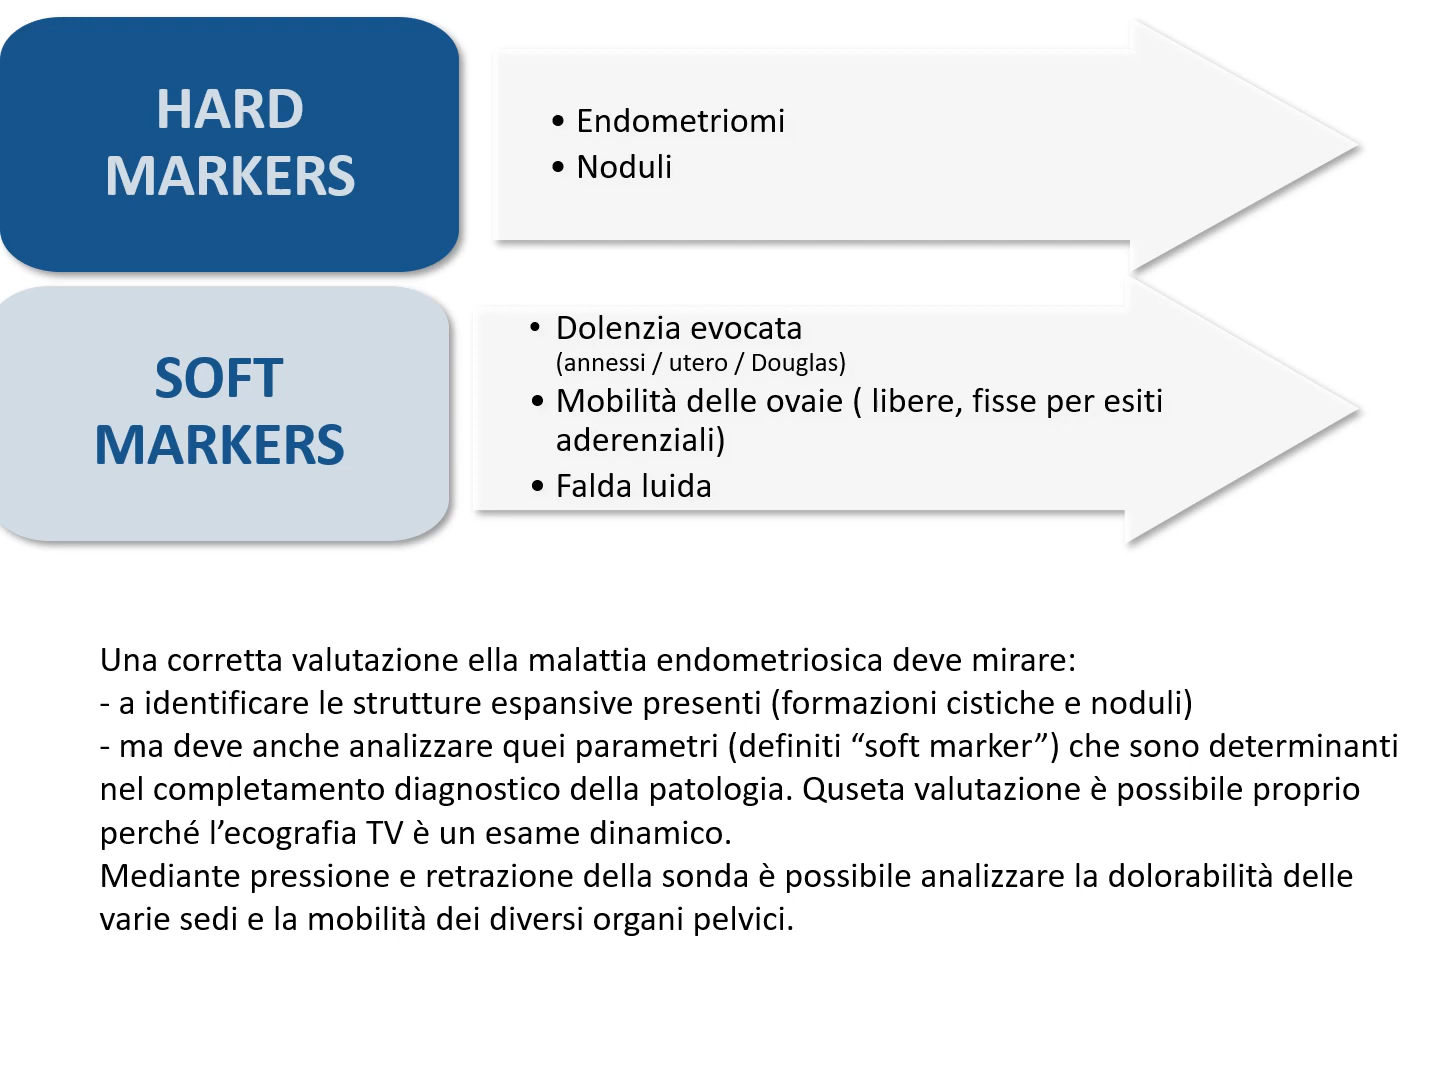 HARD
MARKERS
• Endometriomi
• Noduli
SOFT
MARKERS
• Dolenzia evocata
(annessi / utero / Douglas)
• Mobilità delle ovaie ( libere, fisse per esiti
aderenziali)
• Falda luida
Una corretta valutazione ella malattia endometriosica deve mirare:
- a identificare le strutture espansive presenti (formazioni cistiche e noduli)
- ma deve anche analizzare quei parametri (definiti “soft marker”) che sono determinanti
nel completamento diagnostico della patologia. Quseta valutazione è possibile proprio
perché l’ecografia TV è un esame dinamico.
Mediante pressione e retrazione della sonda è possibile analizzare la dolorabilità delle
varie sedi e la mobilità dei diversi organi pelvici.